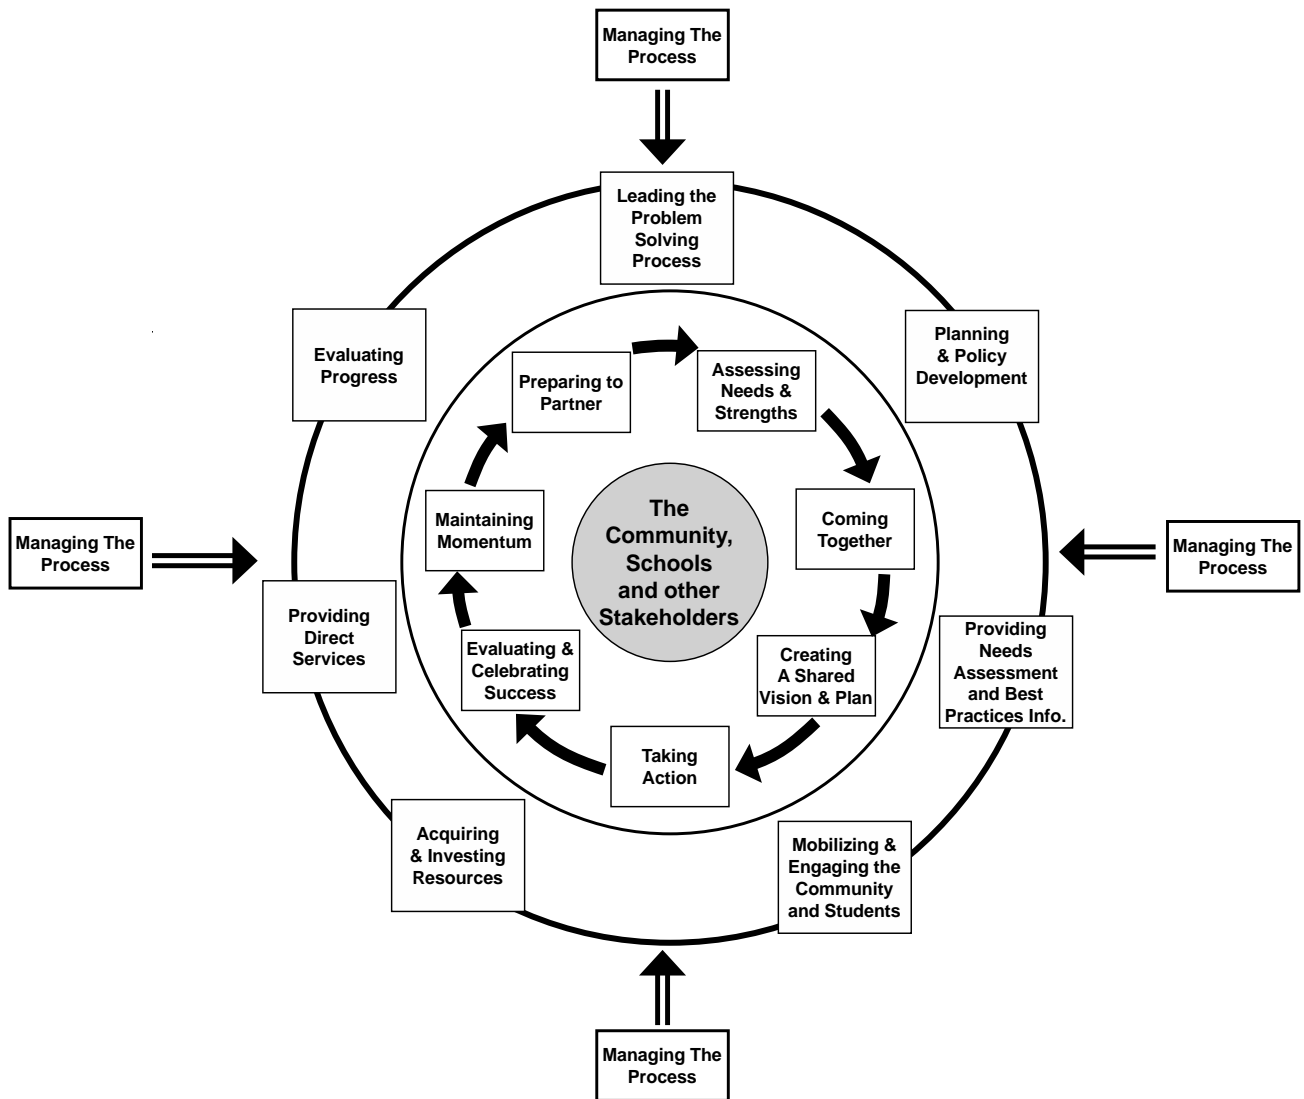 Managing The
Process
Leading the
Problem
Solving
Process
Evaluating
Progress
Planning
& Policy
Development
Preparing to
Partner
Assessing
Needs &
Strengths
Maintaining
Momentum
The
Community,
Schools
and other
Stakeholders
Coming
Together
Managing The
Process
Managing The
Process
Providing
Direct
Services
Evaluating &
Celebrating
Success
Creating
A Shared
Vision & Plan
Providing
Needs
Assessment
and Best
Practices Info.
Taking
Action
Acquiring
& Investing
Resources
Mobilizing &
Engaging the
Community
and Students
Managing The
Process